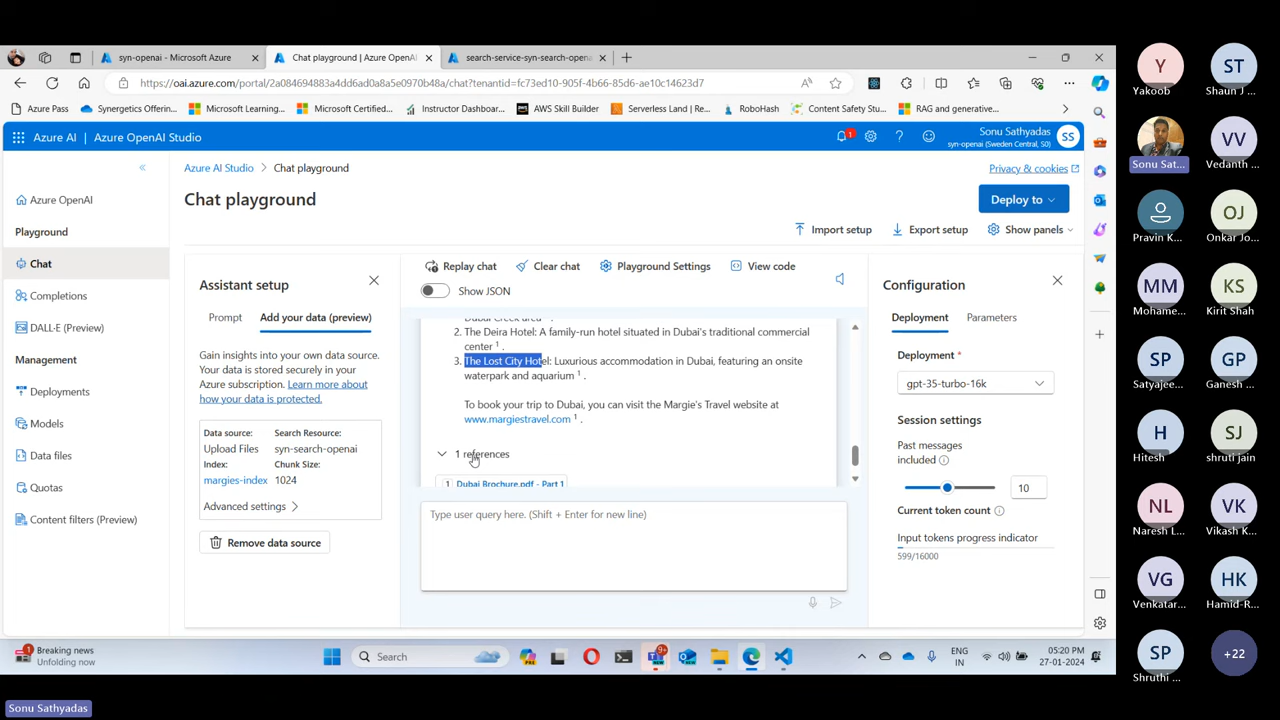 syn-openai - Microsoft Azure
Chat playground | Azure OpenAI
search-service-syn-search-openai
https://oai.azure.com/portal/2a084694883a4dd6ad0a8a5e0970b48a/chat?tenantid=fc73ed10-905f-4b66-85d6-ae10c14623d7
Azure Pass
Synergetics Offerin...
Microsoft Learning...
Microsoft Certified...
Instructor Dashboar...
AWS Skill Builder
Serverless Land | Re...
RoboHash
Content Safety Stu...
RAG and generative...
Azure AI | Azure OpenAI Studio
1
Sonu Sathyadas
syn-openai (Sweden Central, S0)
SS
Azure AI Studio > Chat playground
Privacy & cookies
Chat playground
Deploy to
Import setup
Export setup
Show panels
Azure OpenAI
Playground
Chat
Completions
DALL·E (Preview)
Management
Deployments
Models
Data files
Quotas
Content filters (Preview)
Assistant setup
Prompt
Add your data (preview)
Gain insights into your own data source.
Your data is stored securely in your
Azure subscription. Learn more about
how your data is protected.
Data source:
Search Resource:
Upload Files
syn-search-openai
Index:
Chunk Size:
margies-index
1024
Advanced settings
Remove data source
Replay chat
Clear chat
Playground Settings
View code
Show JSON
Dubai Creek area 1 .
2. The Deira Hotel: A family-run hotel situated in Dubai's traditional commercial
center 1 .
3. The Lost City Hotel: Luxurious accommodation in Dubai, featuring an onsite
waterpark and aquarium 1 .
To book your trip to Dubai, you can visit the Margie's Travel website at
www.margiestravel.com 1 .
1 references
1 Dubai Brochure.pdf - Part 1
Type user query here. (Shift + Enter for new line)
Configuration
Deployment
Parameters
Deployment *
gpt-35-turbo-16k
Session settings
Past messages
included
10
Current token count
Input tokens progress indicator
599/16000
Breaking news
Unfolding now
Search
9+
ENG
IN
05:20 PM
27-01-2024
Sonu Sathyadas
Y
Yakoob
ST
Shaun J ...
Sonu Sat...
VV
Vedanth ...
Pravin K...
OJ
Onkar Jo...
MM
Mohame...
KS
Kirit Shah
SP
Satyajee...
GP
Ganesh ...
H
Hitesh
SJ
shruti jain
NL
Naresh L...
VK
Vikash K...
VG
Venkatar...
HK
Hamid-R...
SP
Shruthi ...
+22